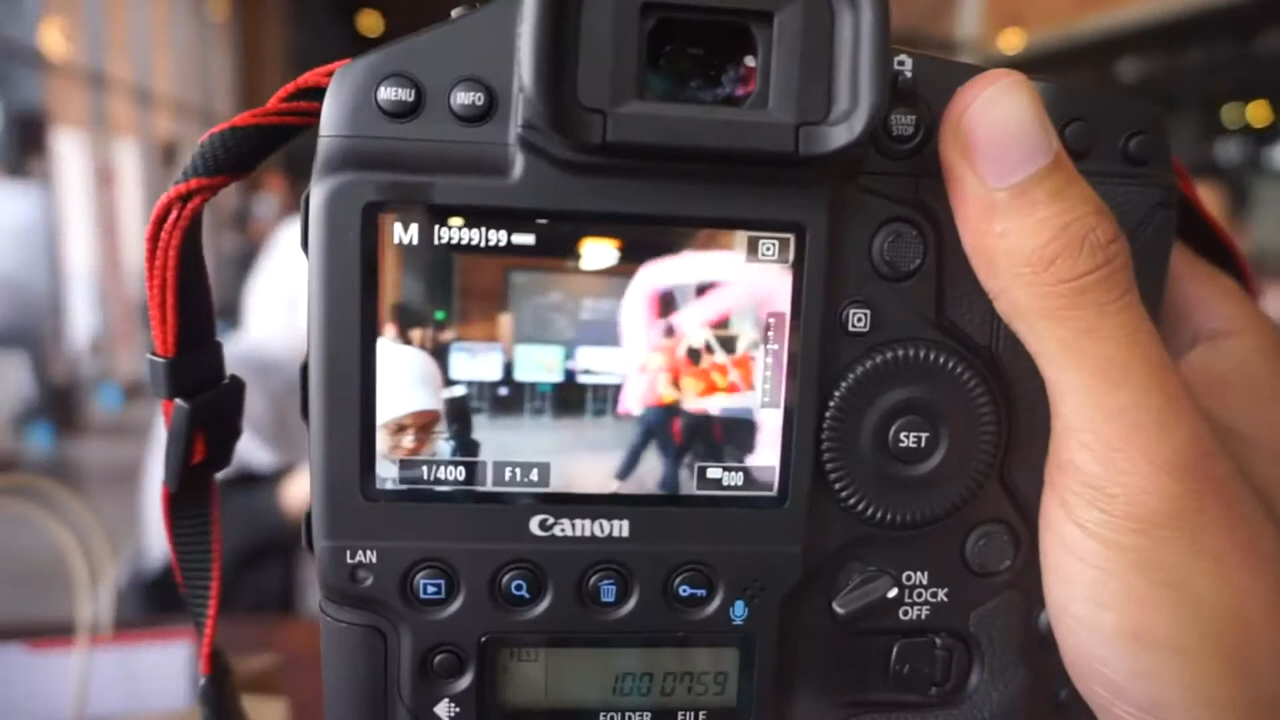 MENU
INFO
START
STOP
M [9999]99
Q
Q
1/400
F1.4
800
SET
Canon
LAN
ON
LOCK
OFF
100 0759
FOLDER FILE